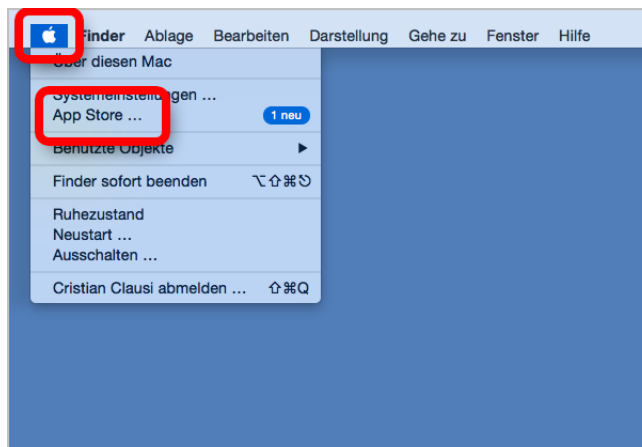 Finder Ablage Bearbeiten Darstellung Gehe zu Fenster Hilfe
Über diesen Mac
Systemeinstellungen ...
App Store ... 1 neu
Benutzte Objekte
Finder sofort beenden ⌥⇧⌘⎋
Ruhezustand
Neustart ...
Ausschalten ...
Cristian Clausi abmelden ... ⇧⌘Q